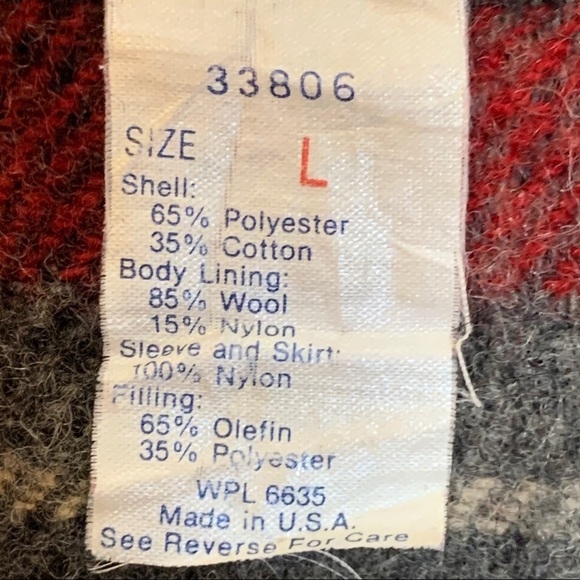 33806
SIZE L
Shell:
65% Polyester
35% Cotton
Body Lining:
85% Wool
15% Nylon
Sleeve and Skirt:
100% Nylon
Filling:
65% Olefin
35% Polyester
WPL 6635
Made in U.S.A.
See Reverse For Care